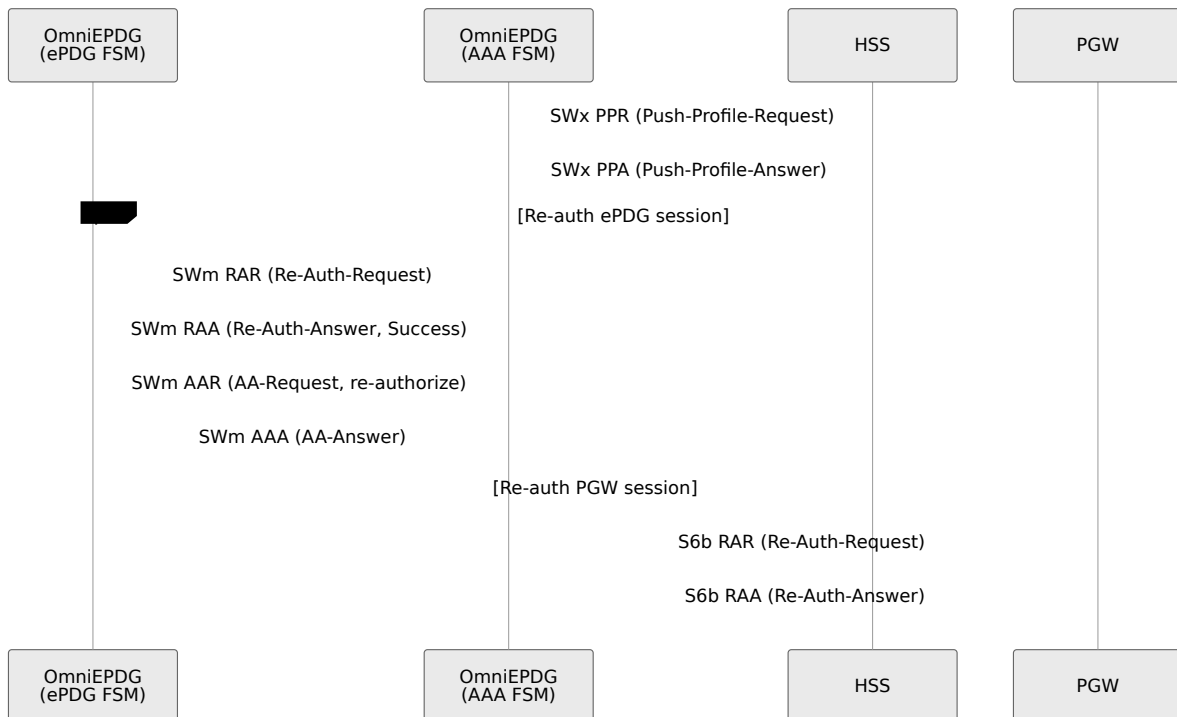 OmniEPDG
(ePDG FSM)
OmniEPDG
(AAA FSM)
HSS
PGW
SWx PPR (Push-Profile-Request)
SWx PPA (Push-Profile-Answer)
[Re-auth ePDG session]
SWm RAR (Re-Auth-Request)
SWm RAA (Re-Auth-Answer, Success)
SWm AAR (AA-Request, re-authorize)
SWm AAA (AA-Answer)
[Re-auth PGW session]
S6b RAR (Re-Auth-Request)
S6b RAA (Re-Auth-Answer)
OmniEPDG
(ePDG FSM)
OmniEPDG
(AAA FSM)
HSS
PGW